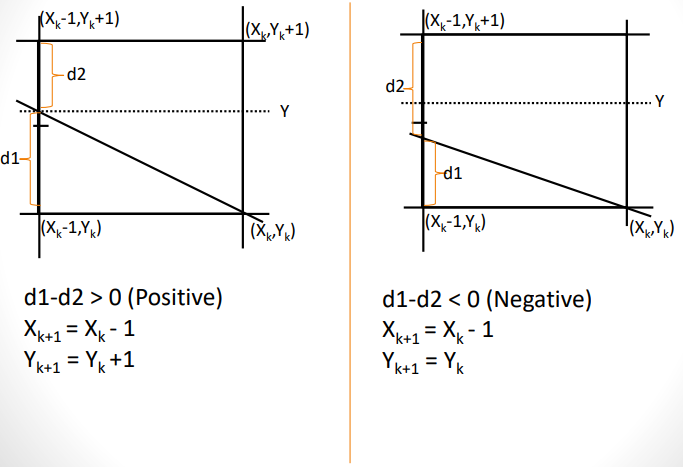 (Xₖ-1,Yₖ+1)
(Xₖ,Yₖ+1)
d2
Y
d1
(Xₖ-1,Yₖ)
(Xₖ,Yₖ)
d1-d2 > 0 (Positive)
Xₖ₊₁ = Xₖ - 1
Yₖ₊₁ = Yₖ +1
(Xₖ-1,Yₖ+1)
d2
Y
d1
(Xₖ-1,Yₖ)
(Xₖ,Yₖ)
d1-d2 < 0 (Negative)
Xₖ₊₁ = Xₖ - 1
Yₖ₊₁ = Yₖ